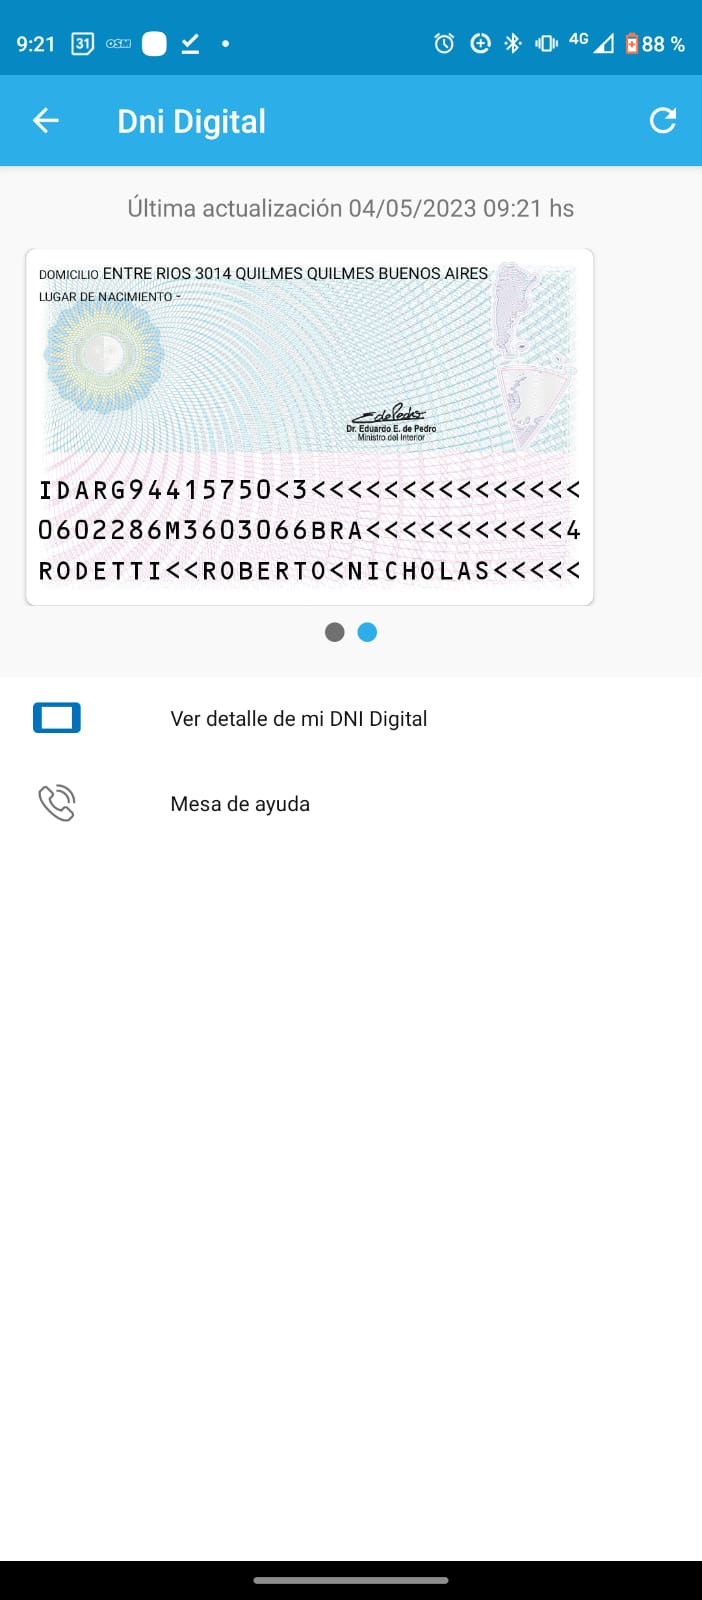 9:21 31 OSM 4G 88 %
Dni Digital
Última actualización 04/05/2023 09:21 hs
DOMICILIO ENTRE RIOS 3014 QUILMES QUILMES BUENOS AIRES
LUGAR DE NACIMIENTO -
Dr. Eduardo E. de Pedro
Ministro del Interior
IDARG94415750<3<<<<<<<<<<<<<<<
0602286M3603066BRA<<<<<<<<<<<4
RODETTI<<ROBERTO<NICHOLAS<<<<<
Ver detalle de mi DNI Digital
Mesa de ayuda